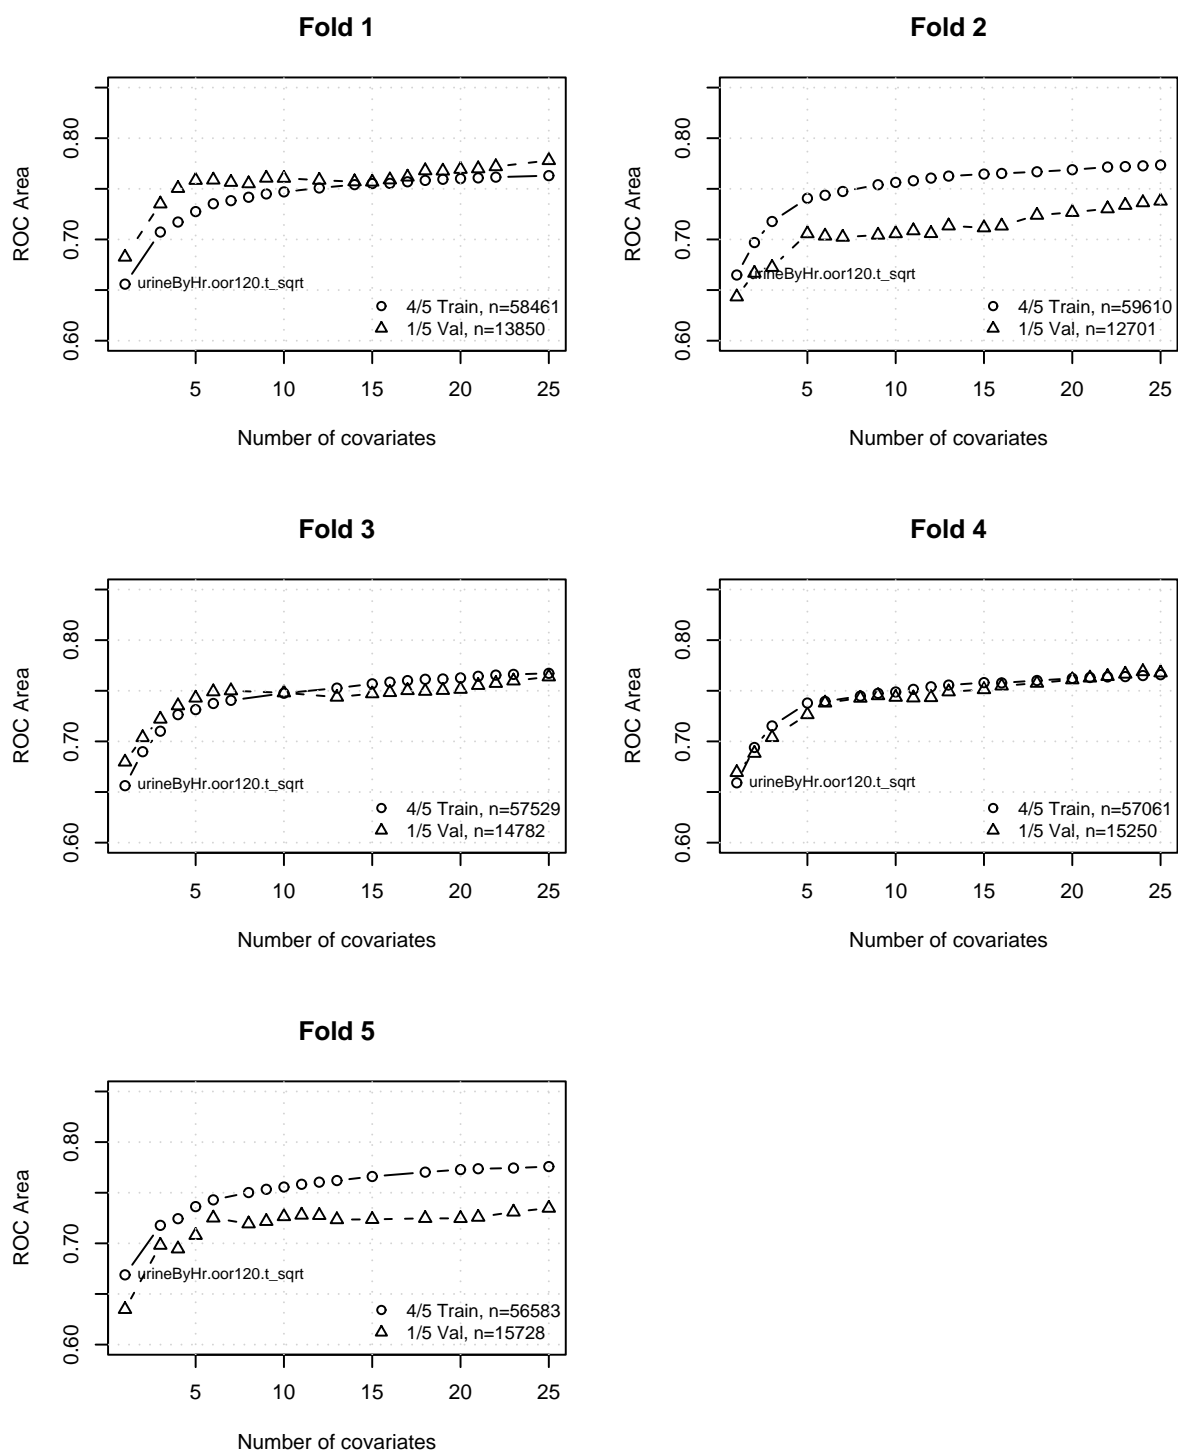 Fold 1
ROC Area
0.80
0.70
0.60
urineByHr.oor120.t_sqrt
4/5 Train, n=58461
1/5 Val, n=13850
5 10 15 20 25
Number of covariates
Fold 2
ROC Area
0.80
0.70
0.60
urineByHr.oor120.t_sqrt
4/5 Train, n=59610
1/5 Val, n=12701
5 10 15 20 25
Number of covariates
Fold 3
ROC Area
0.80
0.70
0.60
urineByHr.oor120.t_sqrt
4/5 Train, n=57529
1/5 Val, n=14782
5 10 15 20 25
Number of covariates
Fold 4
ROC Area
0.80
0.70
0.60
urineByHr.oor120.t_sqrt
4/5 Train, n=57061
1/5 Val, n=15250
5 10 15 20 25
Number of covariates
Fold 5
ROC Area
0.80
0.70
0.60
urineByHr.oor120.t_sqrt
4/5 Train, n=56583
1/5 Val, n=15728
5 10 15 20 25
Number of covariates